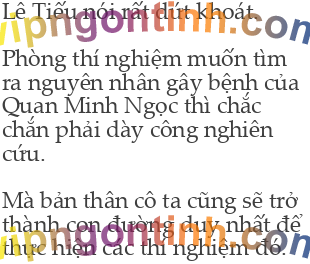 Lê Tiếu nói rất dứt khoát.
vipngontinh.com
Phòng thí nghiệm muốn tìm
ra nguyên nhân gây bệnh của
Quan Minh Ngọc thì chắc
chắn phải dày công nghiên
cứu.
Mà bản thân cô ta cũng sẽ trở
thành con đường duy nhất để
vipngontinh.com
thực hiện các thí nghiệm đó.